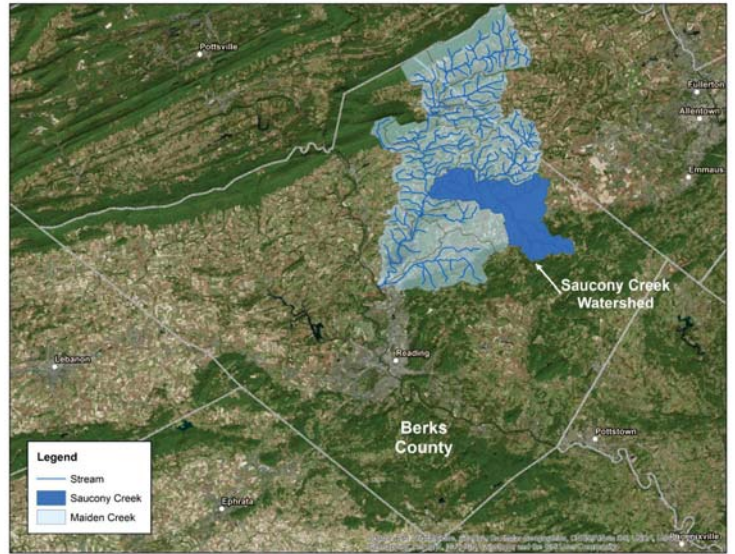 Pottsville
Fullerton
Allentown
Emmaus
Saucony Creek
Watershed
Lebanon
Reading
Berks
County
Pottstown
Legend
Stream
Saucony Creek
Maiden Creek
Ephrata
Phoenixville